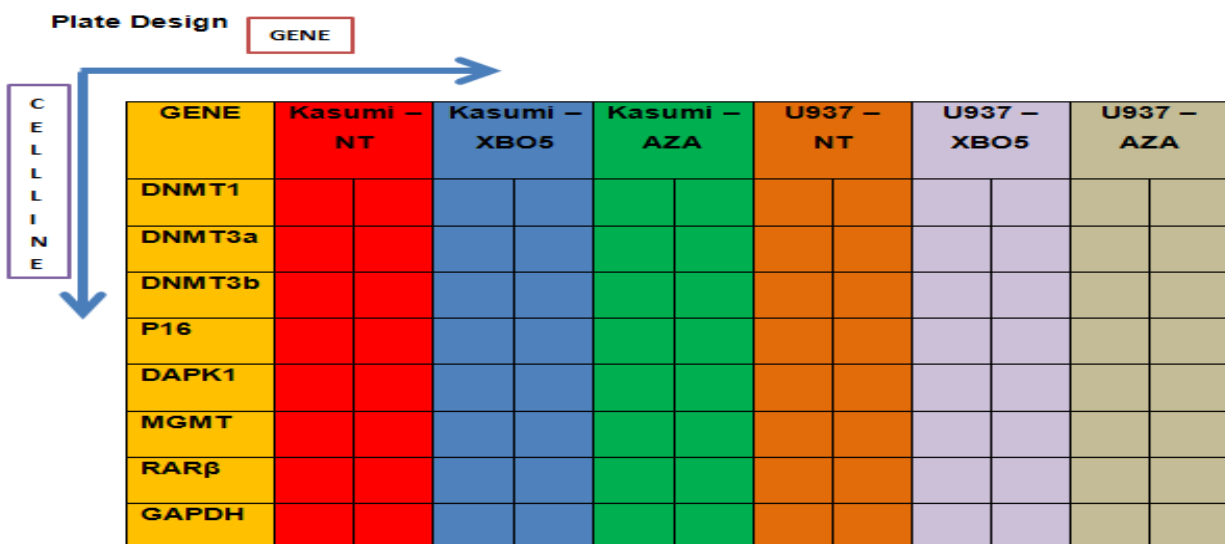 Plate Design
GENE
C
E
L
L
L
I
N
E
GENE
Kasumi –
NT
Kasumi –
XBO5
Kasumi –
AZA
U937 –
NT
U937 –
XBO5
U937 –
AZA
DNMT1
DNMT3a
DNMT3b
P16
DAPK1
MGMT
RARβ
GAPDH